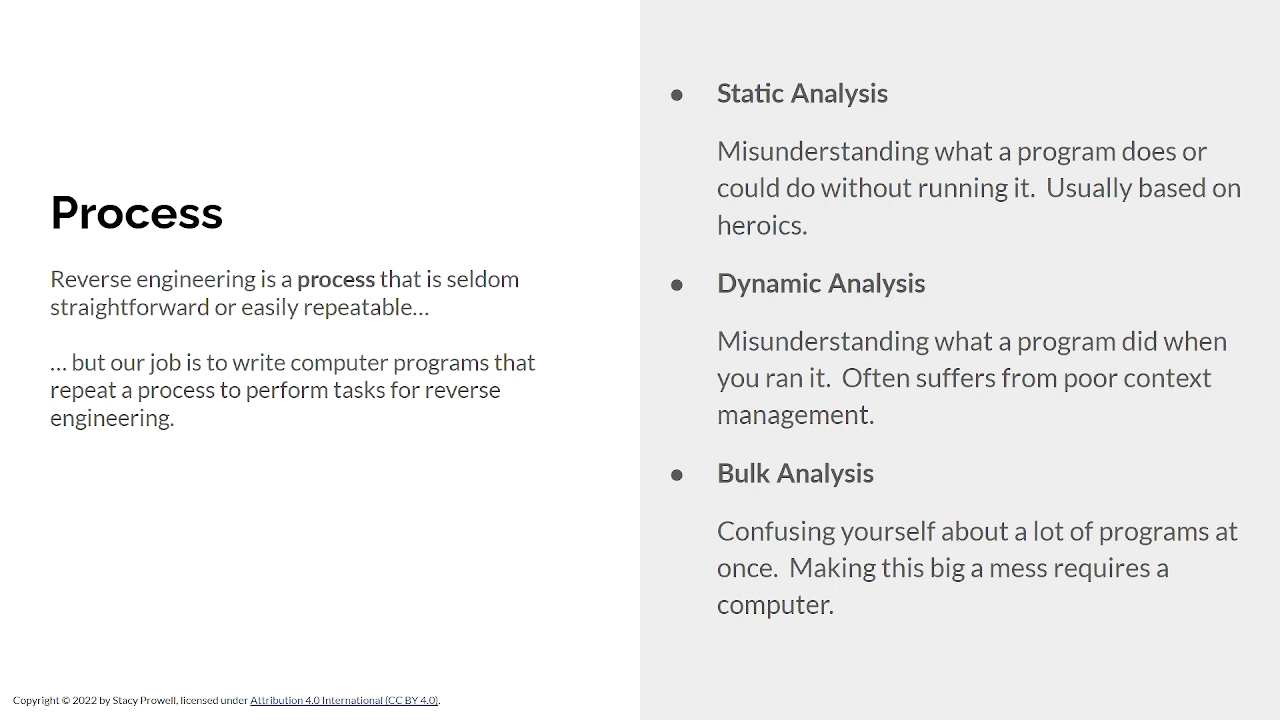 Process
Reverse engineering is a process that is seldom
straightforward or easily repeatable…
… but our job is to write computer programs that
repeat a process to perform tasks for reverse
engineering.
● Static Analysis
Misunderstanding what a program does or
could do without running it.  Usually based on
heroics.
● Dynamic Analysis
Misunderstanding what a program did when
you ran it.  Often suffers from poor context
management.
● Bulk Analysis
Confusing yourself about a lot of programs at
once.  Making this big a mess requires a
computer.
Copyright © 2022 by Stacy Prowell, licensed under Attribution 4.0 International (CC BY 4.0).